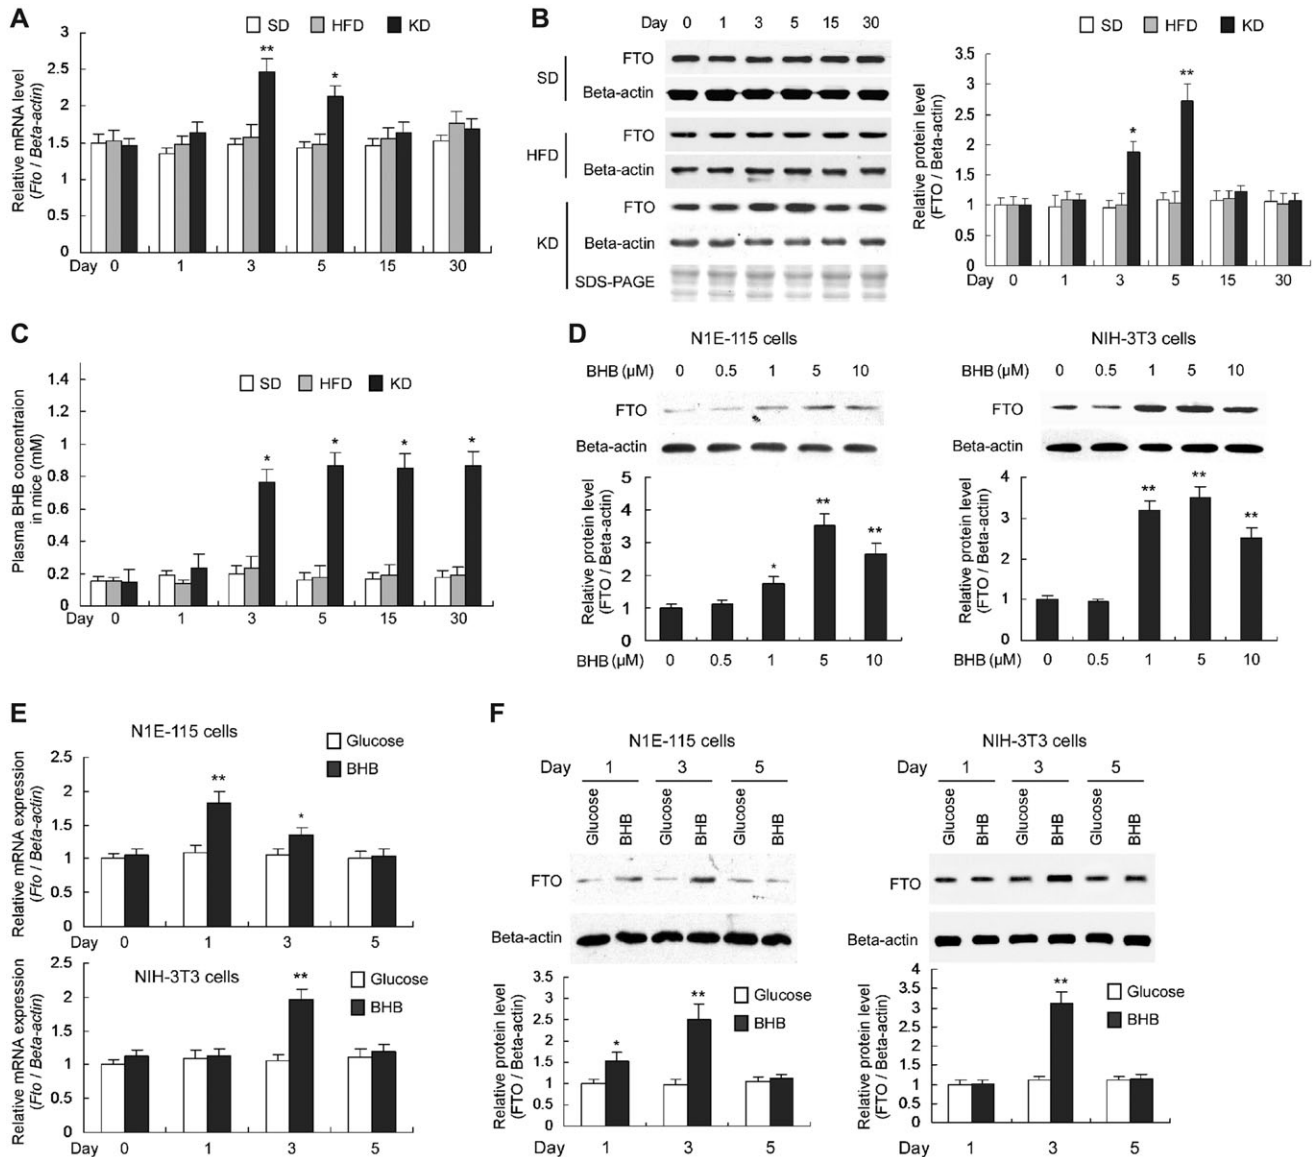 A
SD HFD KD
Relative mRNA level
(Fto / Beta-actin)
3
2.5
2
1.5
1
0.5
0
** *
Day 0 1 3 5 15 30
B
Day 0 1 3 5 15 30
SD
FTO
Beta-actin
HFD
FTO
Beta-actin
KD
FTO
Beta-actin
SDS-PAGE
SD HFD KD
Relative protein level
(FTO / Beta-actin)
3.5
3
2.5
2
1.5
1
0.5
0
* **
Day 0 1 3 5 15 30
C
SD HFD KD
Plasma BHB concentraion
in mice (mM)
1.4
1.2
1
0.8
0.6
0.4
0.2
0
* * * *
Day 0 1 3 5 15 30
D
N1E-115 cells
BHB (µM) 0 0.5 1 5 10
FTO
Beta-actin
Relative protein level
(FTO / Beta-actin)
5
4
3
2
1
0
* ** **
BHB (µM) 0 0.5 1 5 10
NIH-3T3 cells
BHB (µM) 0 0.5 1 5 10
FTO
Beta-actin
Relative protein level
(FTO / Beta-actin)
4
3
2
1
0
** ** **
BHB (µM) 0 0.5 1 5 10
E
N1E-115 cells
Glucose
BHB
Relative mRNA expression
(Fto / Beta-actin)
2.5
2
1.5
1
0.5
0
** *
Day 0 1 3 5
NIH-3T3 cells
Glucose
BHB
Relative mRNA expression
(Fto / Beta-actin)
2.5
2
1.5
1
0.5
0
**
Day 0 1 3 5
F
N1E-115 cells
Day 1 3 5
Glucose BHB Glucose BHB Glucose BHB
FTO
Beta-actin
Relative protein level
(FTO / Beta-actin)
3.5
3
2.5
2
1.5
1
0.5
0
Glucose
BHB
* **
Day 1 3 5
NIH-3T3 cells
Day 1 3 5
Glucose BHB Glucose BHB Glucose BHB
FTO
Beta-actin
Relative protein level
(FTO / Beta-actin)
4
3.5
3
2.5
2
1.5
1
0.5
0
Glucose
BHB
**
Day 1 3 5